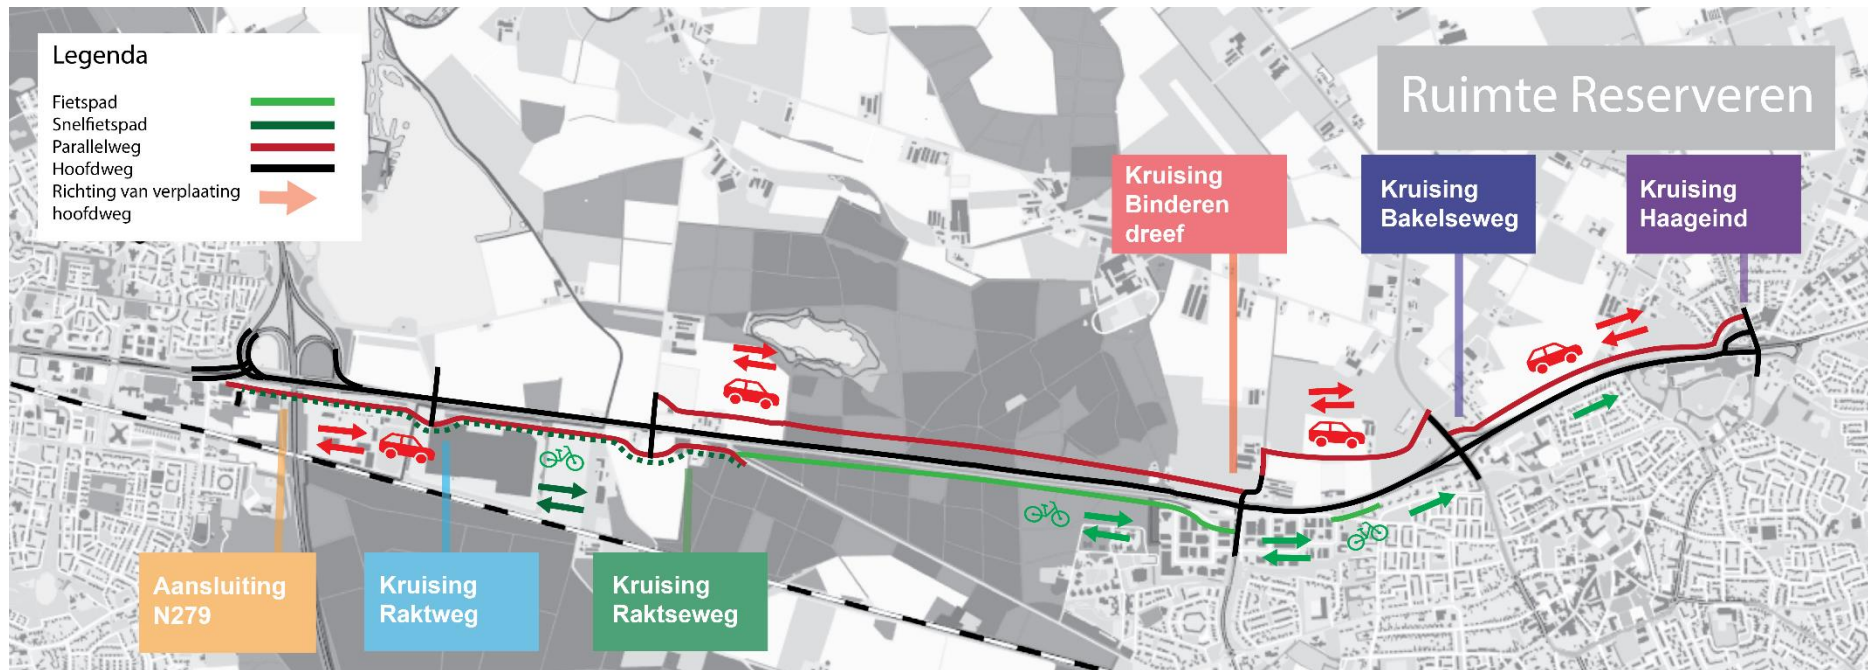 Legenda
Fietspad
Snelfietspad
Parallelweg
Hoofdweg
Richting van verplaating
hoofdweg
Ruimte Reserveren
Kruising
Binderen
dreef
Kruising
Bakelseweg
Kruising
Haageind
Aansluiting
N279
Kruising
Raktweg
Kruising
Raktseweg